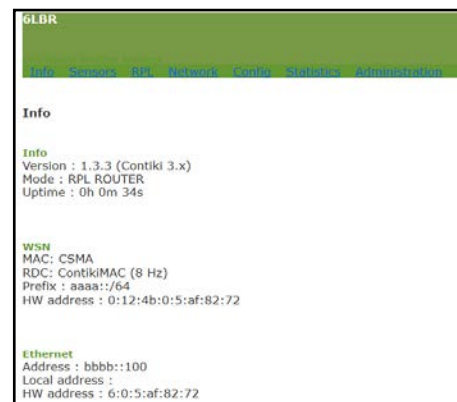 6LBR
Info Sensors RPL Network Config Statistics Administration
Info
Info
Version : 1.3.3 (Contiki 3.x)
Mode : RPL ROUTER
Uptime : 0h 0m 34s
WSN
MAC: CSMA
RDC: ContikiMAC (8 Hz)
Prefix : aaaa::/64
HW address : 0:12:4b:0:5:af:82:72
Ethernet
Address : bbbb::100
Local address :
HW address : 6:0:5:af:82:72